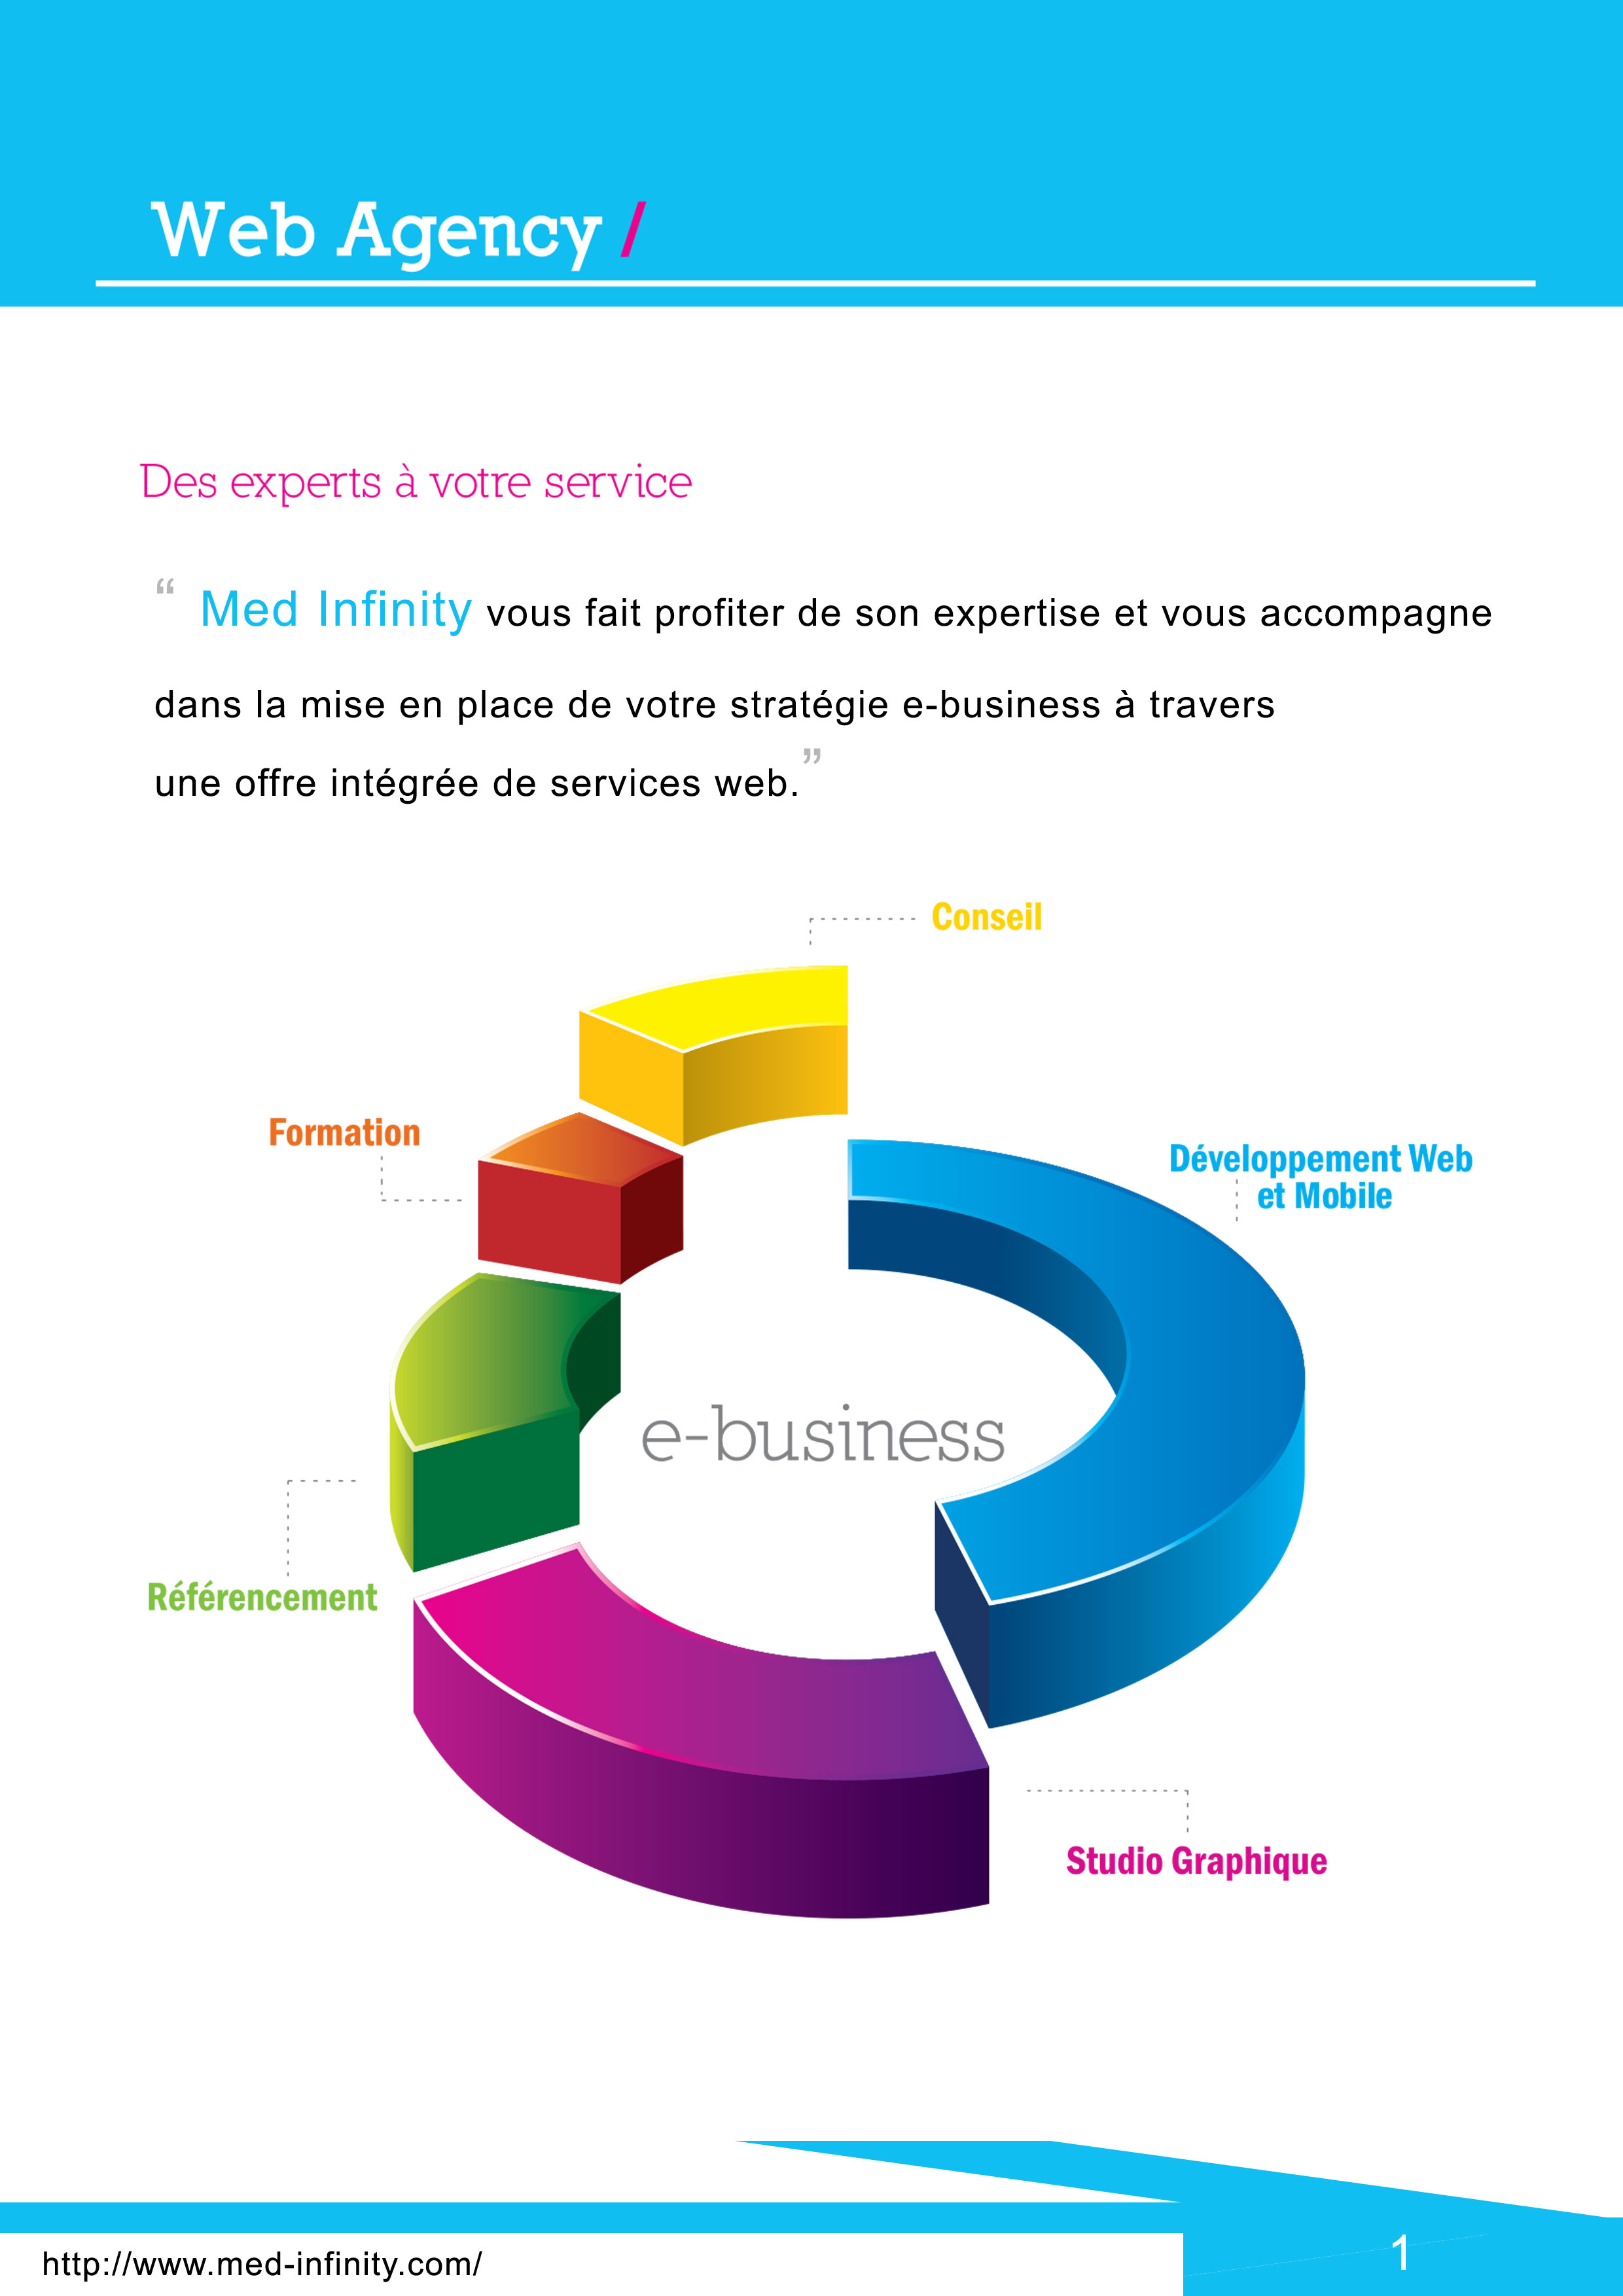 Web Agency /
Des experts à votre service
“ Med Infinity vous fait profiter de son expertise et vous accompagne
dans la mise en place de votre stratégie e-business à travers
une offre intégrée de services web. ”
Conseil
Formation
Développement Web
et Mobile
e-business
Référencement
Studio Graphique
http://www.med-infinity.com/
1